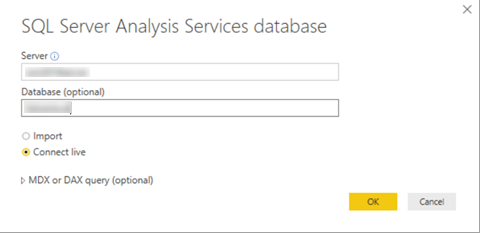 SQL Server Analysis Services database
Server
Database (optional)
Import
Connect live
MDX or DAX query (optional)
OK Cancel